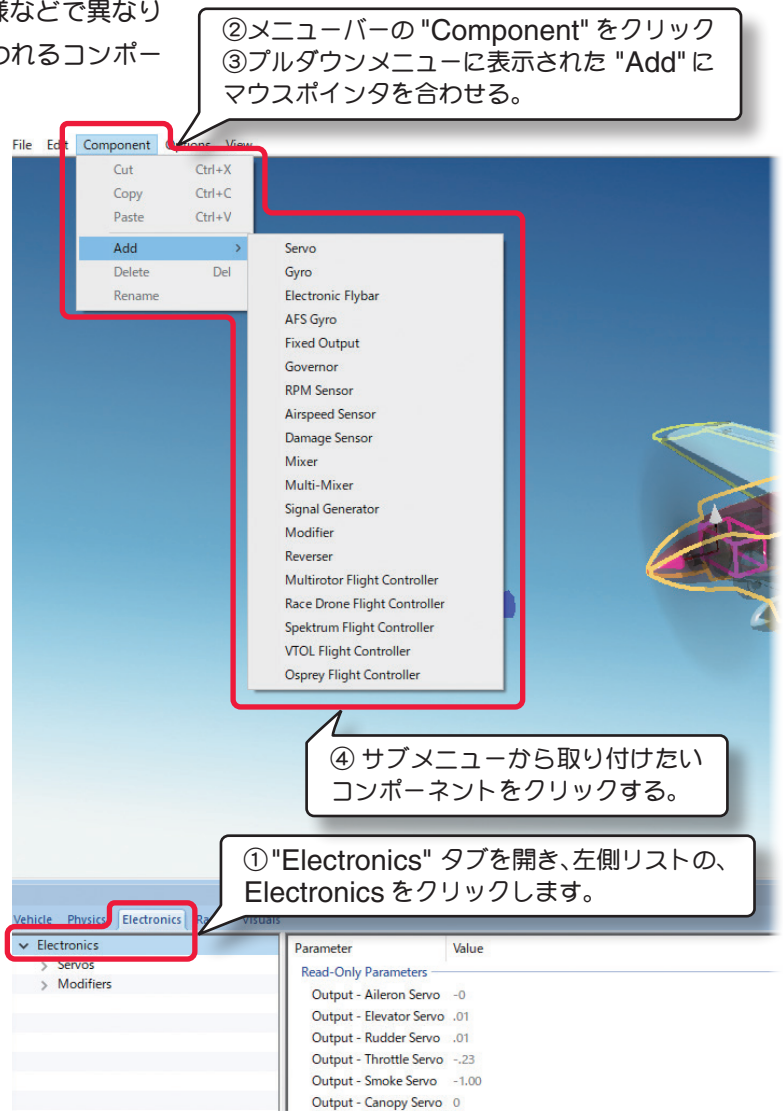 様などで異なり
われるコンポー
②メニューバーの "Component" をクリック
③プルダウンメニューに表示された "Add" に
マウスポインタを合わせる。
File Edit Component Options View
Cut Ctrl+X
Copy Ctrl+C
Paste Ctrl+V
Add >
Delete Del
Rename
Servo
Gyro
Electronic Flybar
AFS Gyro
Fixed Output
Governor
RPM Sensor
Airspeed Sensor
Damage Sensor
Mixer
Multi-Mixer
Signal Generator
Modifier
Reverser
Multirotor Flight Controller
Race Drone Flight Controller
Spektrum Flight Controller
VTOL Flight Controller
Osprey Flight Controller
④ サブメニューから取り付けたい
コンポーネントをクリックする。
①"Electronics" タブを開き、左側リストの、
Electronics をクリックします。
Vehicle Physics Electronics Visuals
Electronics
Servos
Modifiers
Parameter Value
Read-Only Parameters
Output - Aileron Servo -0
Output - Elevator Servo .01
Output - Rudder Servo .01
Output - Throttle Servo -.23
Output - Smoke Servo -1.00
Output - Canopy Servo 0